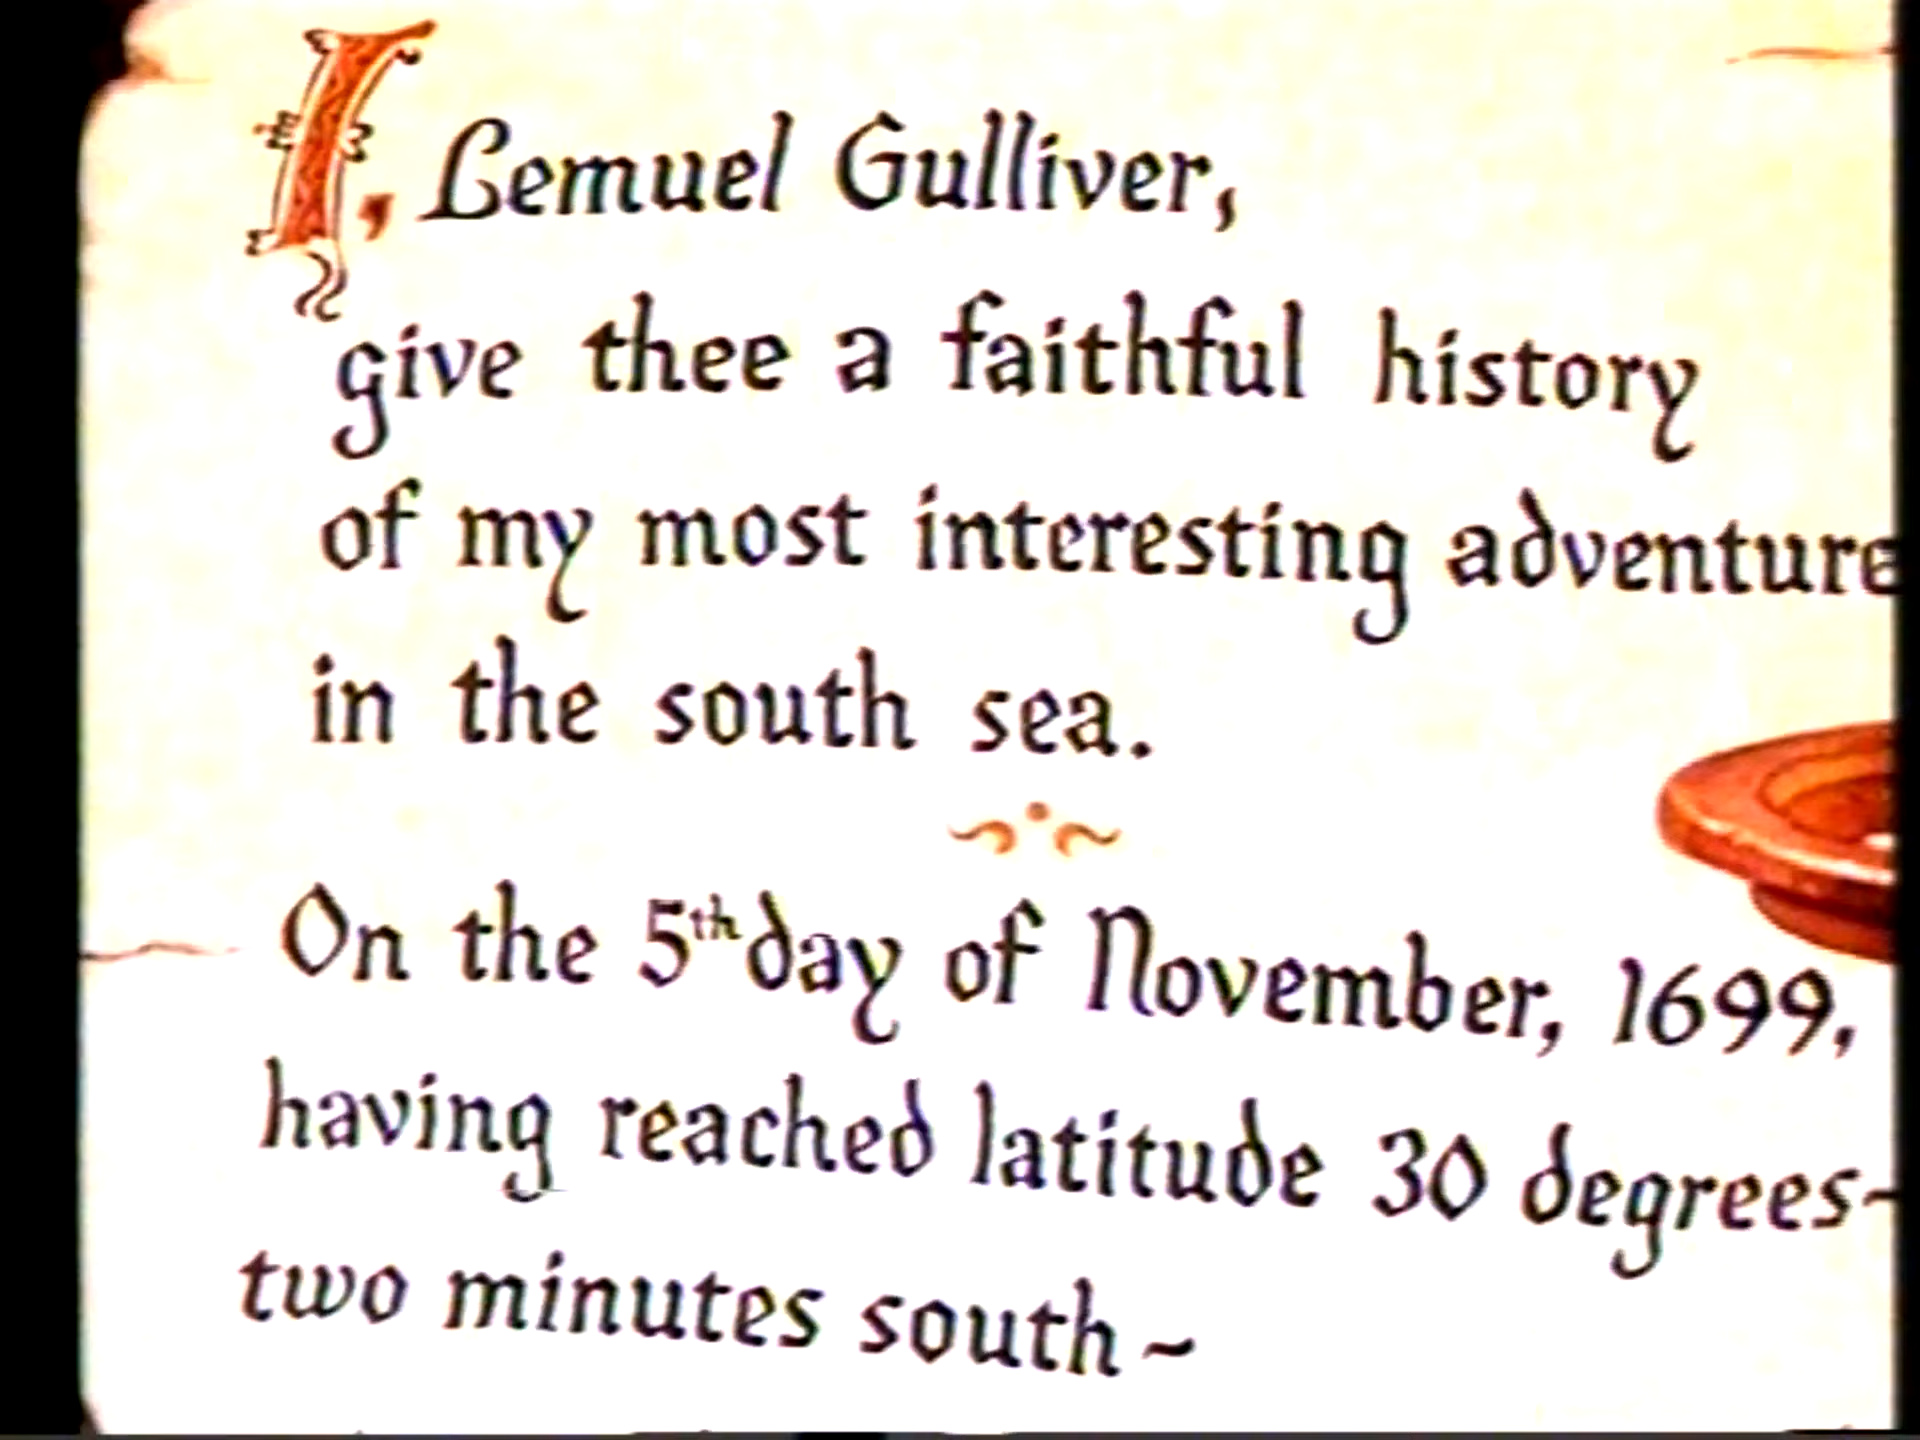 I, Lemuel Gulliver,
give thee a faithful history
of my most interesting adventure
in the south sea.
On the 5th day of November, 1699,
having reached latitude 30 degrees-
two minutes south ~